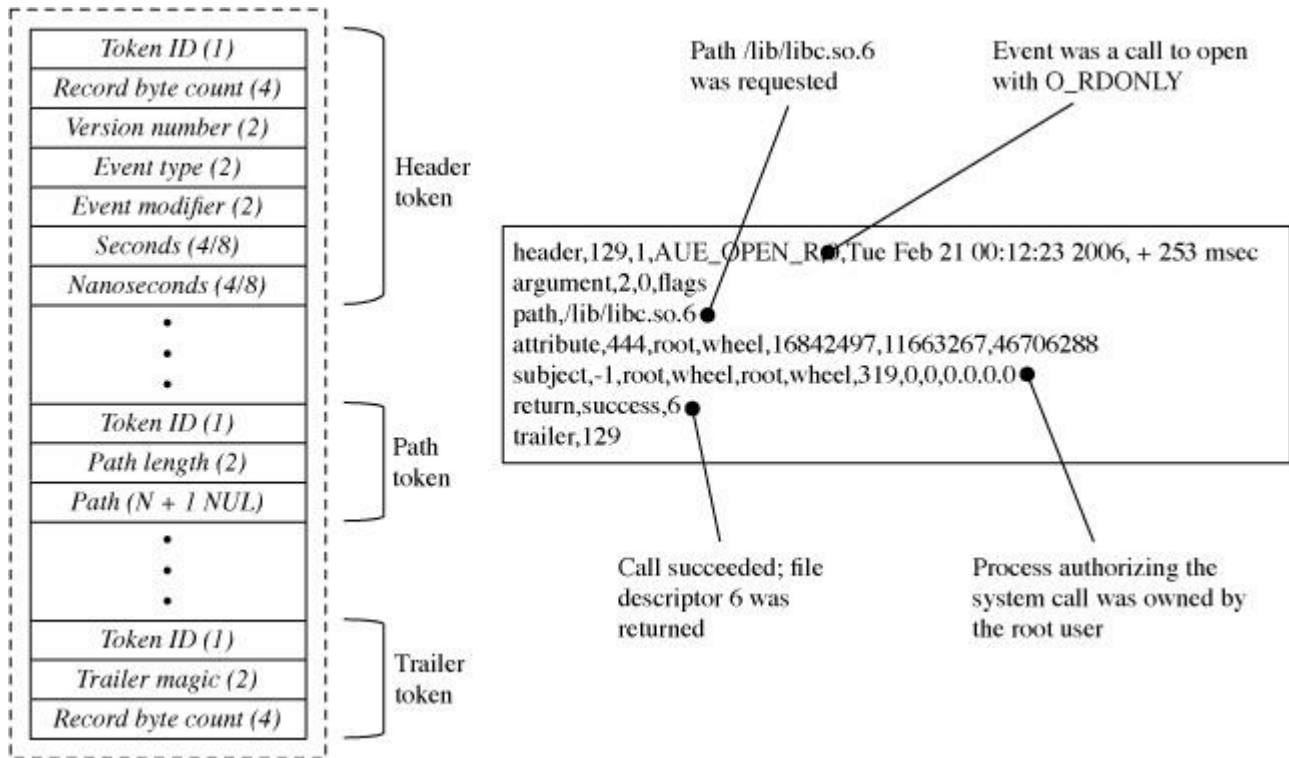 Token ID (1)
Record byte count (4)
Version number (2)
Event type (2)
Event modifier (2)
Seconds (4/8)
Nanoseconds (4/8)
Header
token
Token ID (1)
Path length (2)
Path (N + 1 NUL)
Path
token
Token ID (1)
Trailer magic (2)
Record byte count (4)
Trailer
token
Path /lib/libc.so.6
was requested
Event was a call to open
with O_RDONLY
header,129,1,AUE_OPEN_R,Tue Feb 21 00:12:23 2006, + 253 msec
argument,2,0,flags
path,/lib/libc.so.6
attribute,444,root,wheel,16842497,11663267,46706288
subject,-1,root,wheel,root,wheel,319,0,0,0.0.0.0
return,success,6
trailer,129
Call succeeded; file
descriptor 6 was
returned
Process authorizing the
system call was owned by
the root user